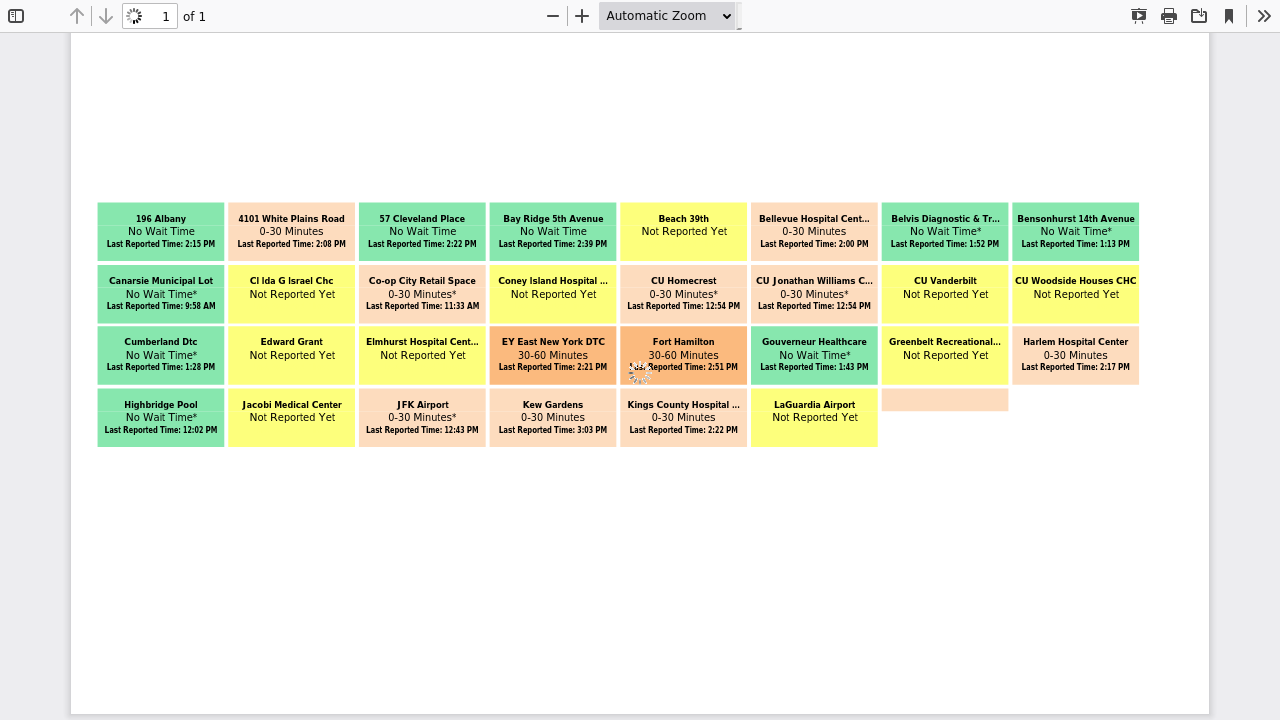 1 of 1 Automatic Zoom
196 Albany
No Wait Time
Last Reported Time: 2:15 PM
4101 White Plains Road
0-30 Minutes
Last Reported Time: 2:08 PM
57 Cleveland Place
No Wait Time
Last Reported Time: 2:22 PM
Bay Ridge 5th Avenue
No Wait Time
Last Reported Time: 2:39 PM
Beach 39th
Not Reported Yet
Bellevue Hospital Cent...
0-30 Minutes
Last Reported Time: 2:00 PM
Belvis Diagnostic & Tr...
No Wait Time*
Last Reported Time: 1:52 PM
Bensonhurst 14th Avenue
No Wait Time*
Last Reported Time: 1:13 PM
Canarsie Municipal Lot
No Wait Time*
Last Reported Time: 9:58 AM
CI Ida G Israel Chc
Not Reported Yet
Co-op City Retail Space
0-30 Minutes*
Last Reported Time: 11:33 AM
Coney Island Hospital ...
Not Reported Yet
CU Homecrest
0-30 Minutes*
Last Reported Time: 12:54 PM
CU Jonathan Williams C...
0-30 Minutes*
Last Reported Time: 12:54 PM
CU Vanderbilt
Not Reported Yet
CU Woodside Houses CHC
Not Reported Yet
Cumberland Dtc
No Wait Time*
Last Reported Time: 1:28 PM
Edward Grant
Not Reported Yet
Elmhurst Hospital Cent...
Not Reported Yet
EY East New York DTC
30-60 Minutes
Last Reported Time: 2:21 PM
Fort Hamilton
30-60 Minutes
Reported Time: 2:51 PM
Gouverneur Healthcare
No Wait Time*
Last Reported Time: 1:43 PM
Greenbelt Recreational...
Not Reported Yet
Harlem Hospital Center
0-30 Minutes
Last Reported Time: 2:17 PM
Highbridge Pool
No Wait Time*
Last Reported Time: 12:02 PM
Jacobi Medical Center
Not Reported Yet
JFK Airport
0-30 Minutes*
Last Reported Time: 12:43 PM
Kew Gardens
0-30 Minutes
Last Reported Time: 3:03 PM
Kings County Hospital ...
0-30 Minutes
Last Reported Time: 2:22 PM
LaGuardia Airport
Not Reported Yet